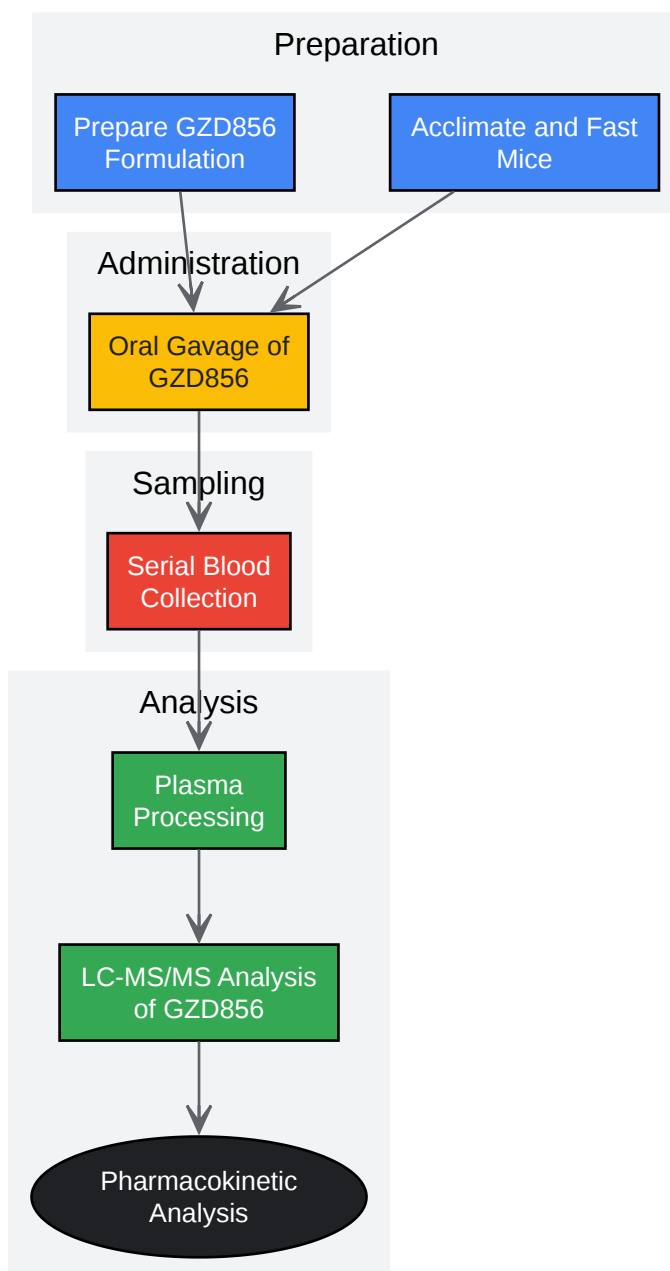 Preparation
Prepare GZD856
Formulation
Acclimate and Fast
Mice
Administration
Oral Gavage of
GZD856
Sampling
Serial Blood
Collection
Analysis
Plasma
Processing
LC-MS/MS Analysis
of GZD856
Pharmacokinetic
Analysis